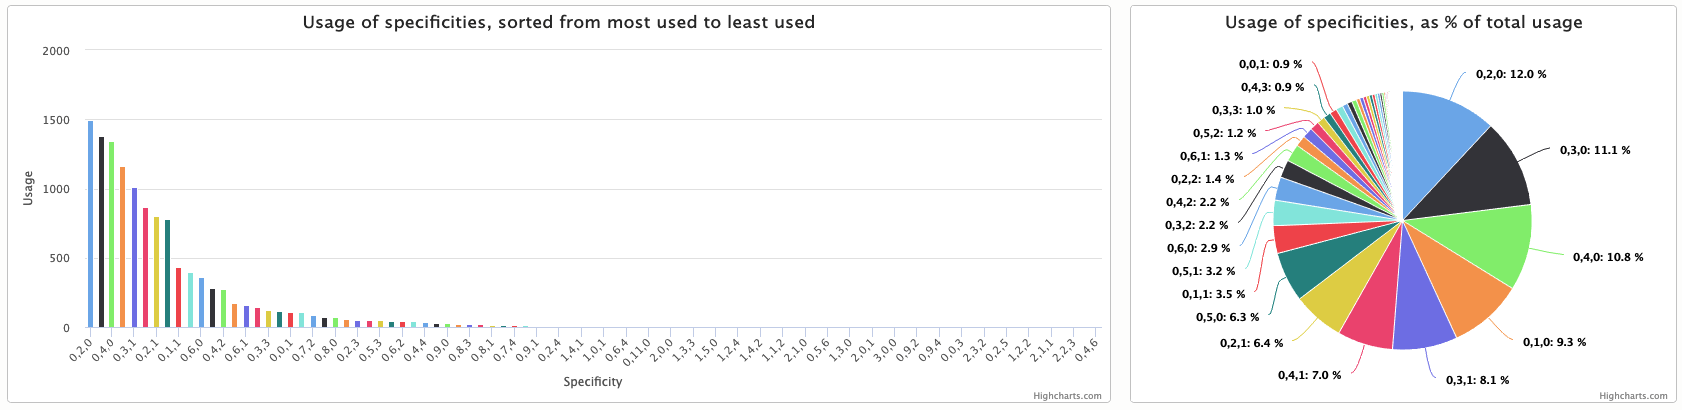 Usage of specificities, sorted from most used to least used
2000
1500
1000
500
0
Usage
0,2,0
0,4,0
0,3,1
0,2,1
0,1,1
0,6,0
0,4,2
0,6,1
0,3,3
0,0,1
0,7,2
0,8,0
0,2,3
0,5,3
0,6,2
0,4,4
0,9,0
0,8,3
0,8,1
0,7,4
0,9,1
0,2,4
1,4,1
1,0,1
0,6,4
0,11,0
2,0,0
1,3,3
1,5,0
1,2,4
1,1,2
2,1,0
0,5,6
1,3,0
2,0,1
3,0,0
0,9,2
0,9,4
0,0,3
2,3,2
0,2,5
1,2,2
2,1,1
2,2,3
0,4,6
Specificity
Highcharts.com
Usage of specificities, as % of total usage
0,0,1: 0.9 %
0,4,3: 0.9 %
0,3,3: 1.0 %
0,5,2: 1.2 %
0,6,1: 1.3 %
0,2,2: 1.4 %
0,4,2: 2.2 %
0,3,2: 2.2 %
0,6,0: 2.9 %
0,5,1: 3.2 %
0,1,1: 3.5 %
0,5,0: 6.3 %
0,2,1: 6.4 %
0,4,1: 7.0 %
0,2,0: 12.0 %
0,3,0: 11.1 %
0,4,0: 10.8 %
0,1,0: 9.3 %
0,3,1: 8.1 %
Highcharts.com